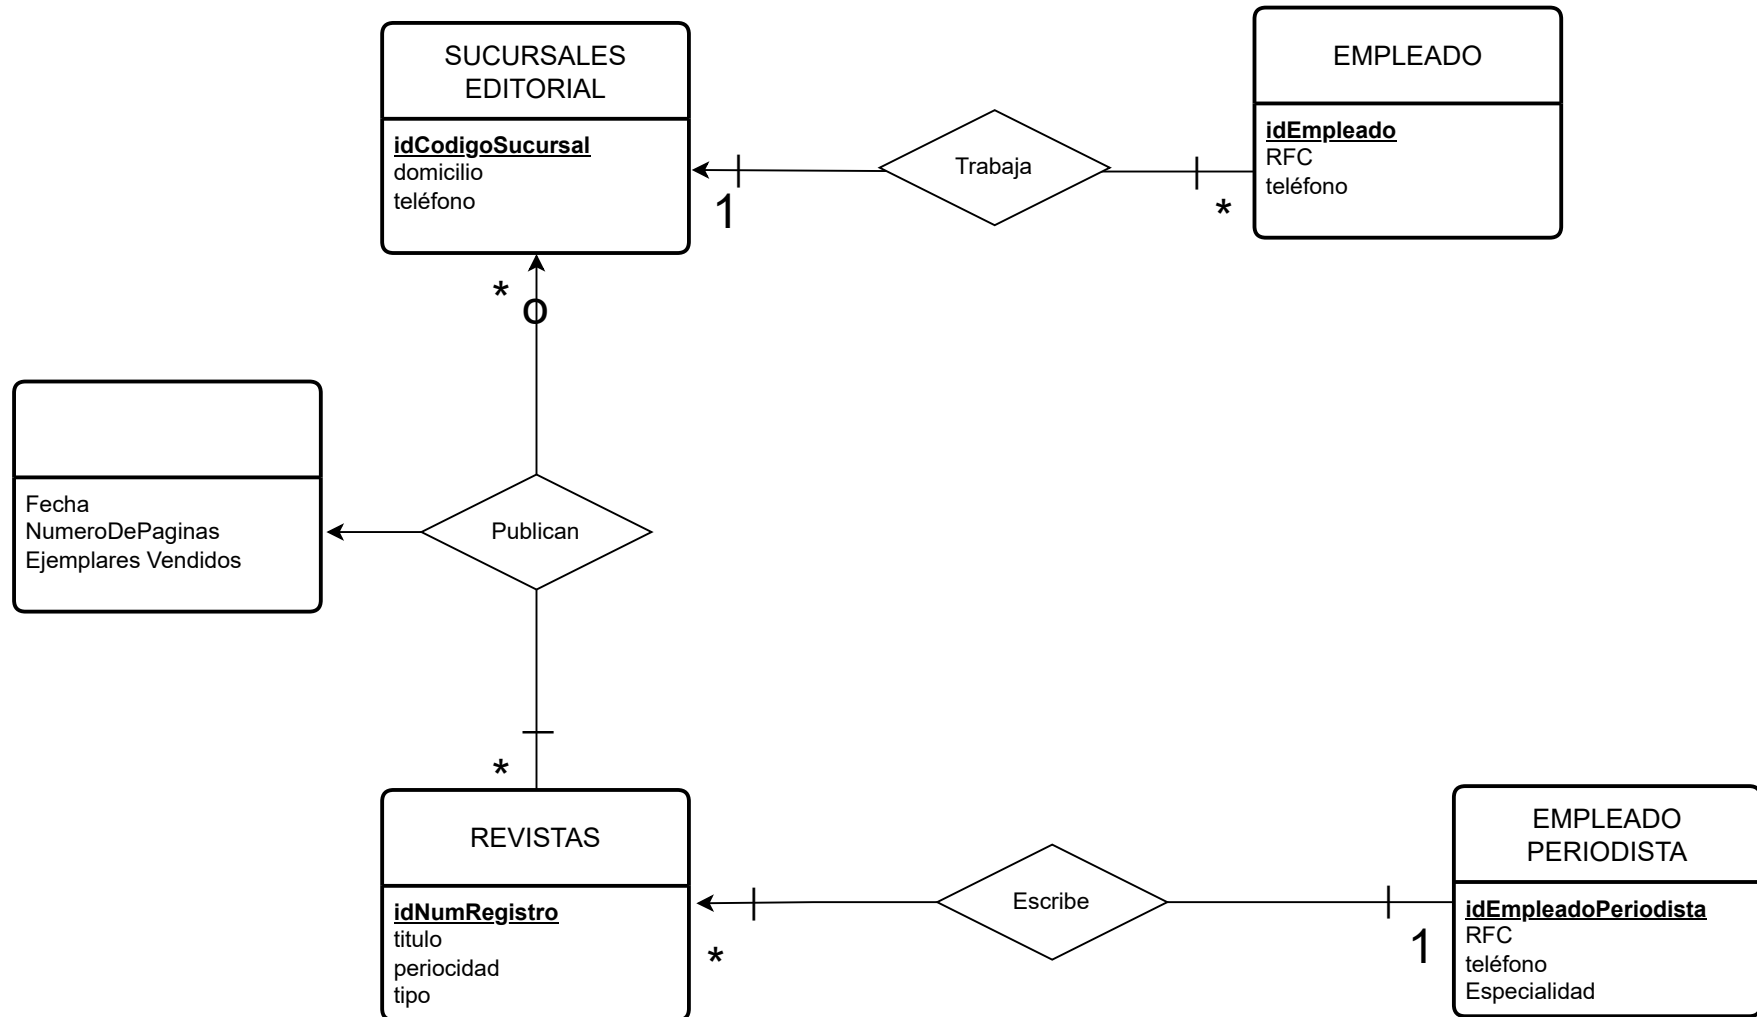 SUCURSALES
EDITORIAL
idCodigoSucursal
domicilio
teléfono
EMPLEADO
idEmpleado
RFC
teléfono
Trabaja
1
*
*
o
Fecha
NumeroDePaginas
Ejemplares Vendidos
Publican
*
REVISTAS
idNumRegistro
titulo
periocidad
tipo
Escribe
*
1
EMPLEADO
PERIODISTA
idEmpleadoPeriodista
RFC
teléfono
Especialidad